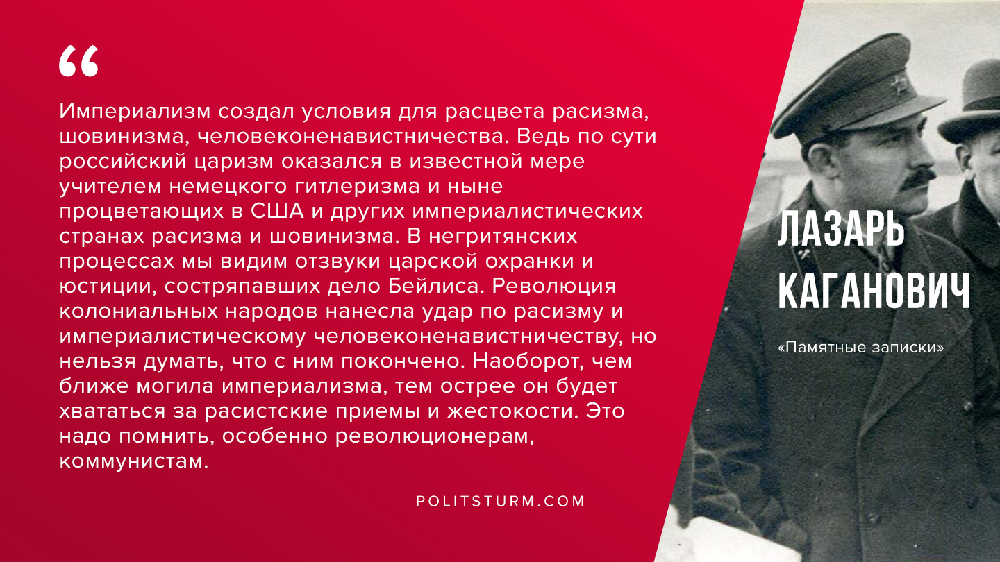 “
Империализм создал условия для расцвета расизма,
шовинизма, человеконенавистничества. Ведь по сути
российский царизм оказался в известной мере
учителем немецкого гитлеризма и ныне
процветающих в США и других империалистических
странах расизма и шовинизма. В негритянских
процессах мы видим отзвуки царской охранки и
юстиции, состряпавших дело Бейлиса. Революция
колониальных народов нанесла удар по расизму и
империалистическому человеконенавистничеству, но
нельзя думать, что с ним покончено. Наоборот, чем
ближе могила империализма, тем острее он будет
хвататься за расистские приемы и жестокости. Это
надо помнить, особенно революционерам,
коммунистам.
POLITSTURM.COM
ЛАЗАРЬ
КАГАНОВИЧ
«Памятные записки»